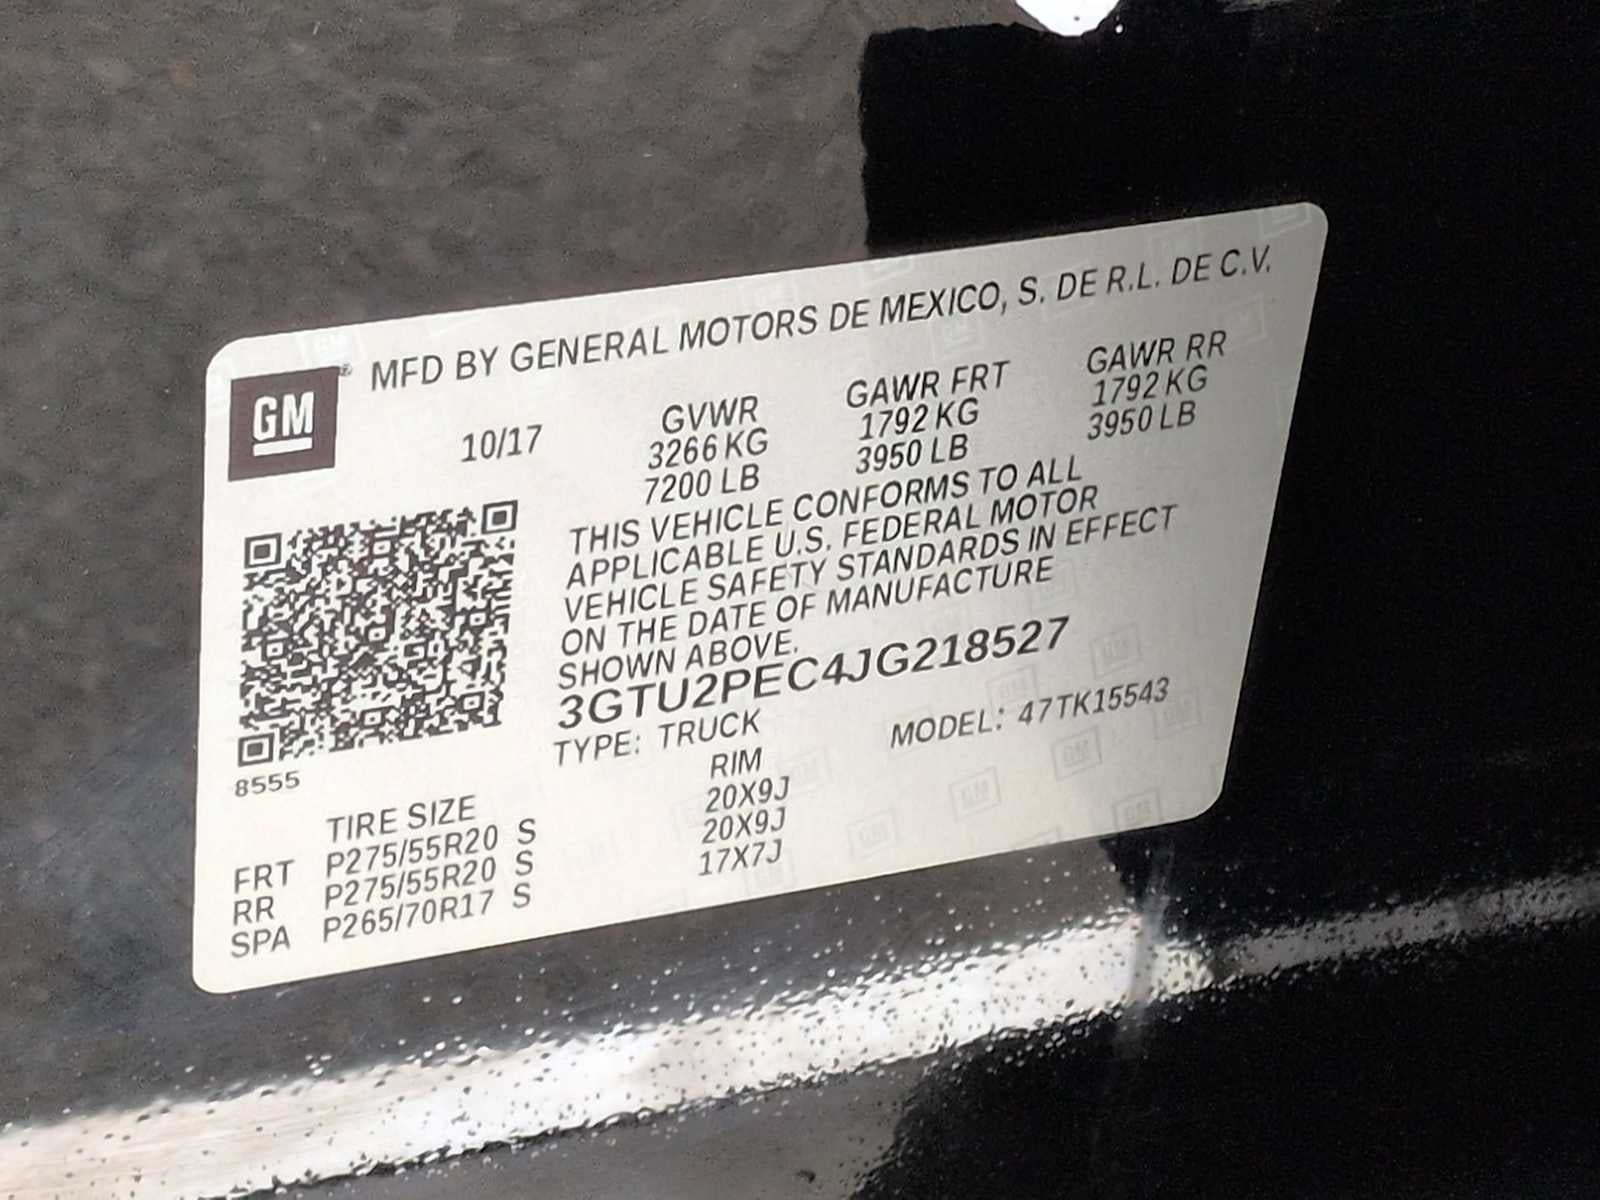 GM ® MFD BY GENERAL MOTORS DE MEXICO, S. DE R.L. DE C.V.
10/17 GVWR GAWR FRT GAWR RR
3266 KG 1792 KG 1792 KG
7200 LB 3950 LB 3950 LB
THIS VEHICLE CONFORMS TO ALL
APPLICABLE U.S. FEDERAL MOTOR
VEHICLE SAFETY STANDARDS IN EFFECT
ON THE DATE OF MANUFACTURE
SHOWN ABOVE.
3GTU2PEC4JG218527
TYPE: TRUCK MODEL: 47TK15543
8555
TIRE SIZE RIM
FRT P275/55R20 S 20X9J
RR P275/55R20 S 20X9J
SPA P265/70R17 S 17X7J